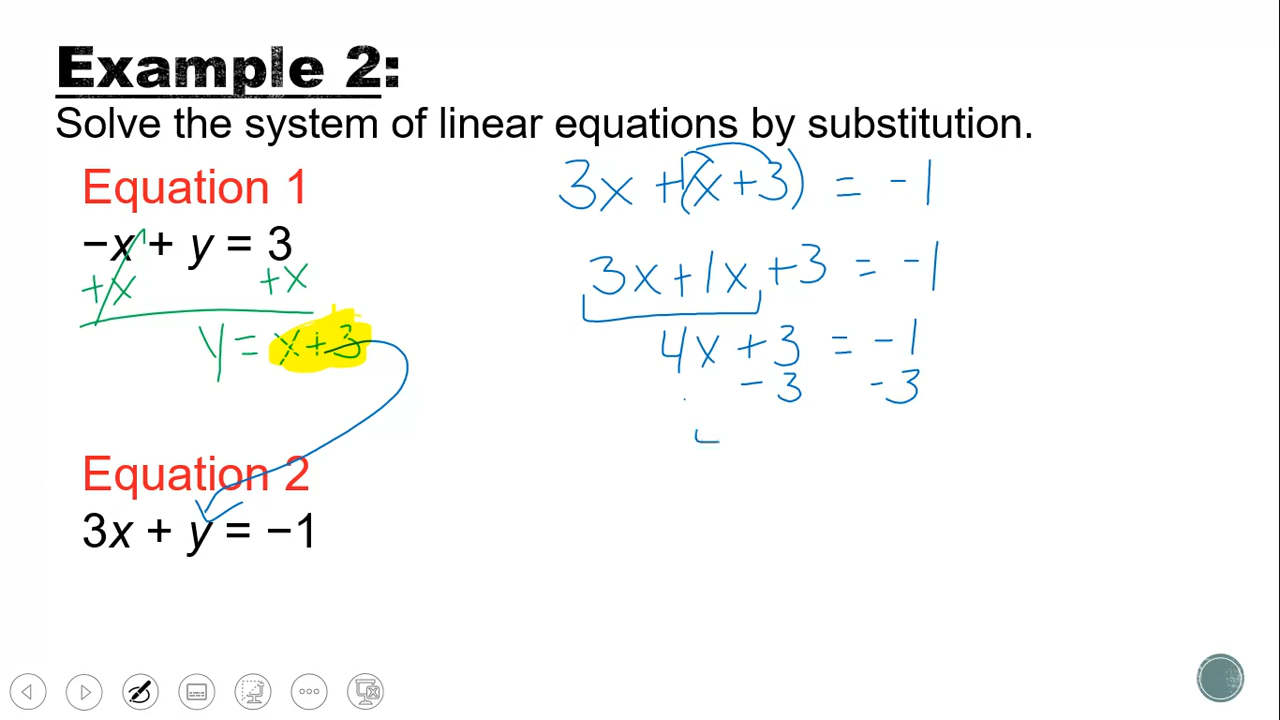 Example 2:
Solve the system of linear equations by substitution.
Equation 1
−x + y = 3
+x +x
y = x+3
Equation 2
3x + y = −1
3x +1(x+3) = -1
3x+1x +3 = -1
4x +3 = -1
-3 -3